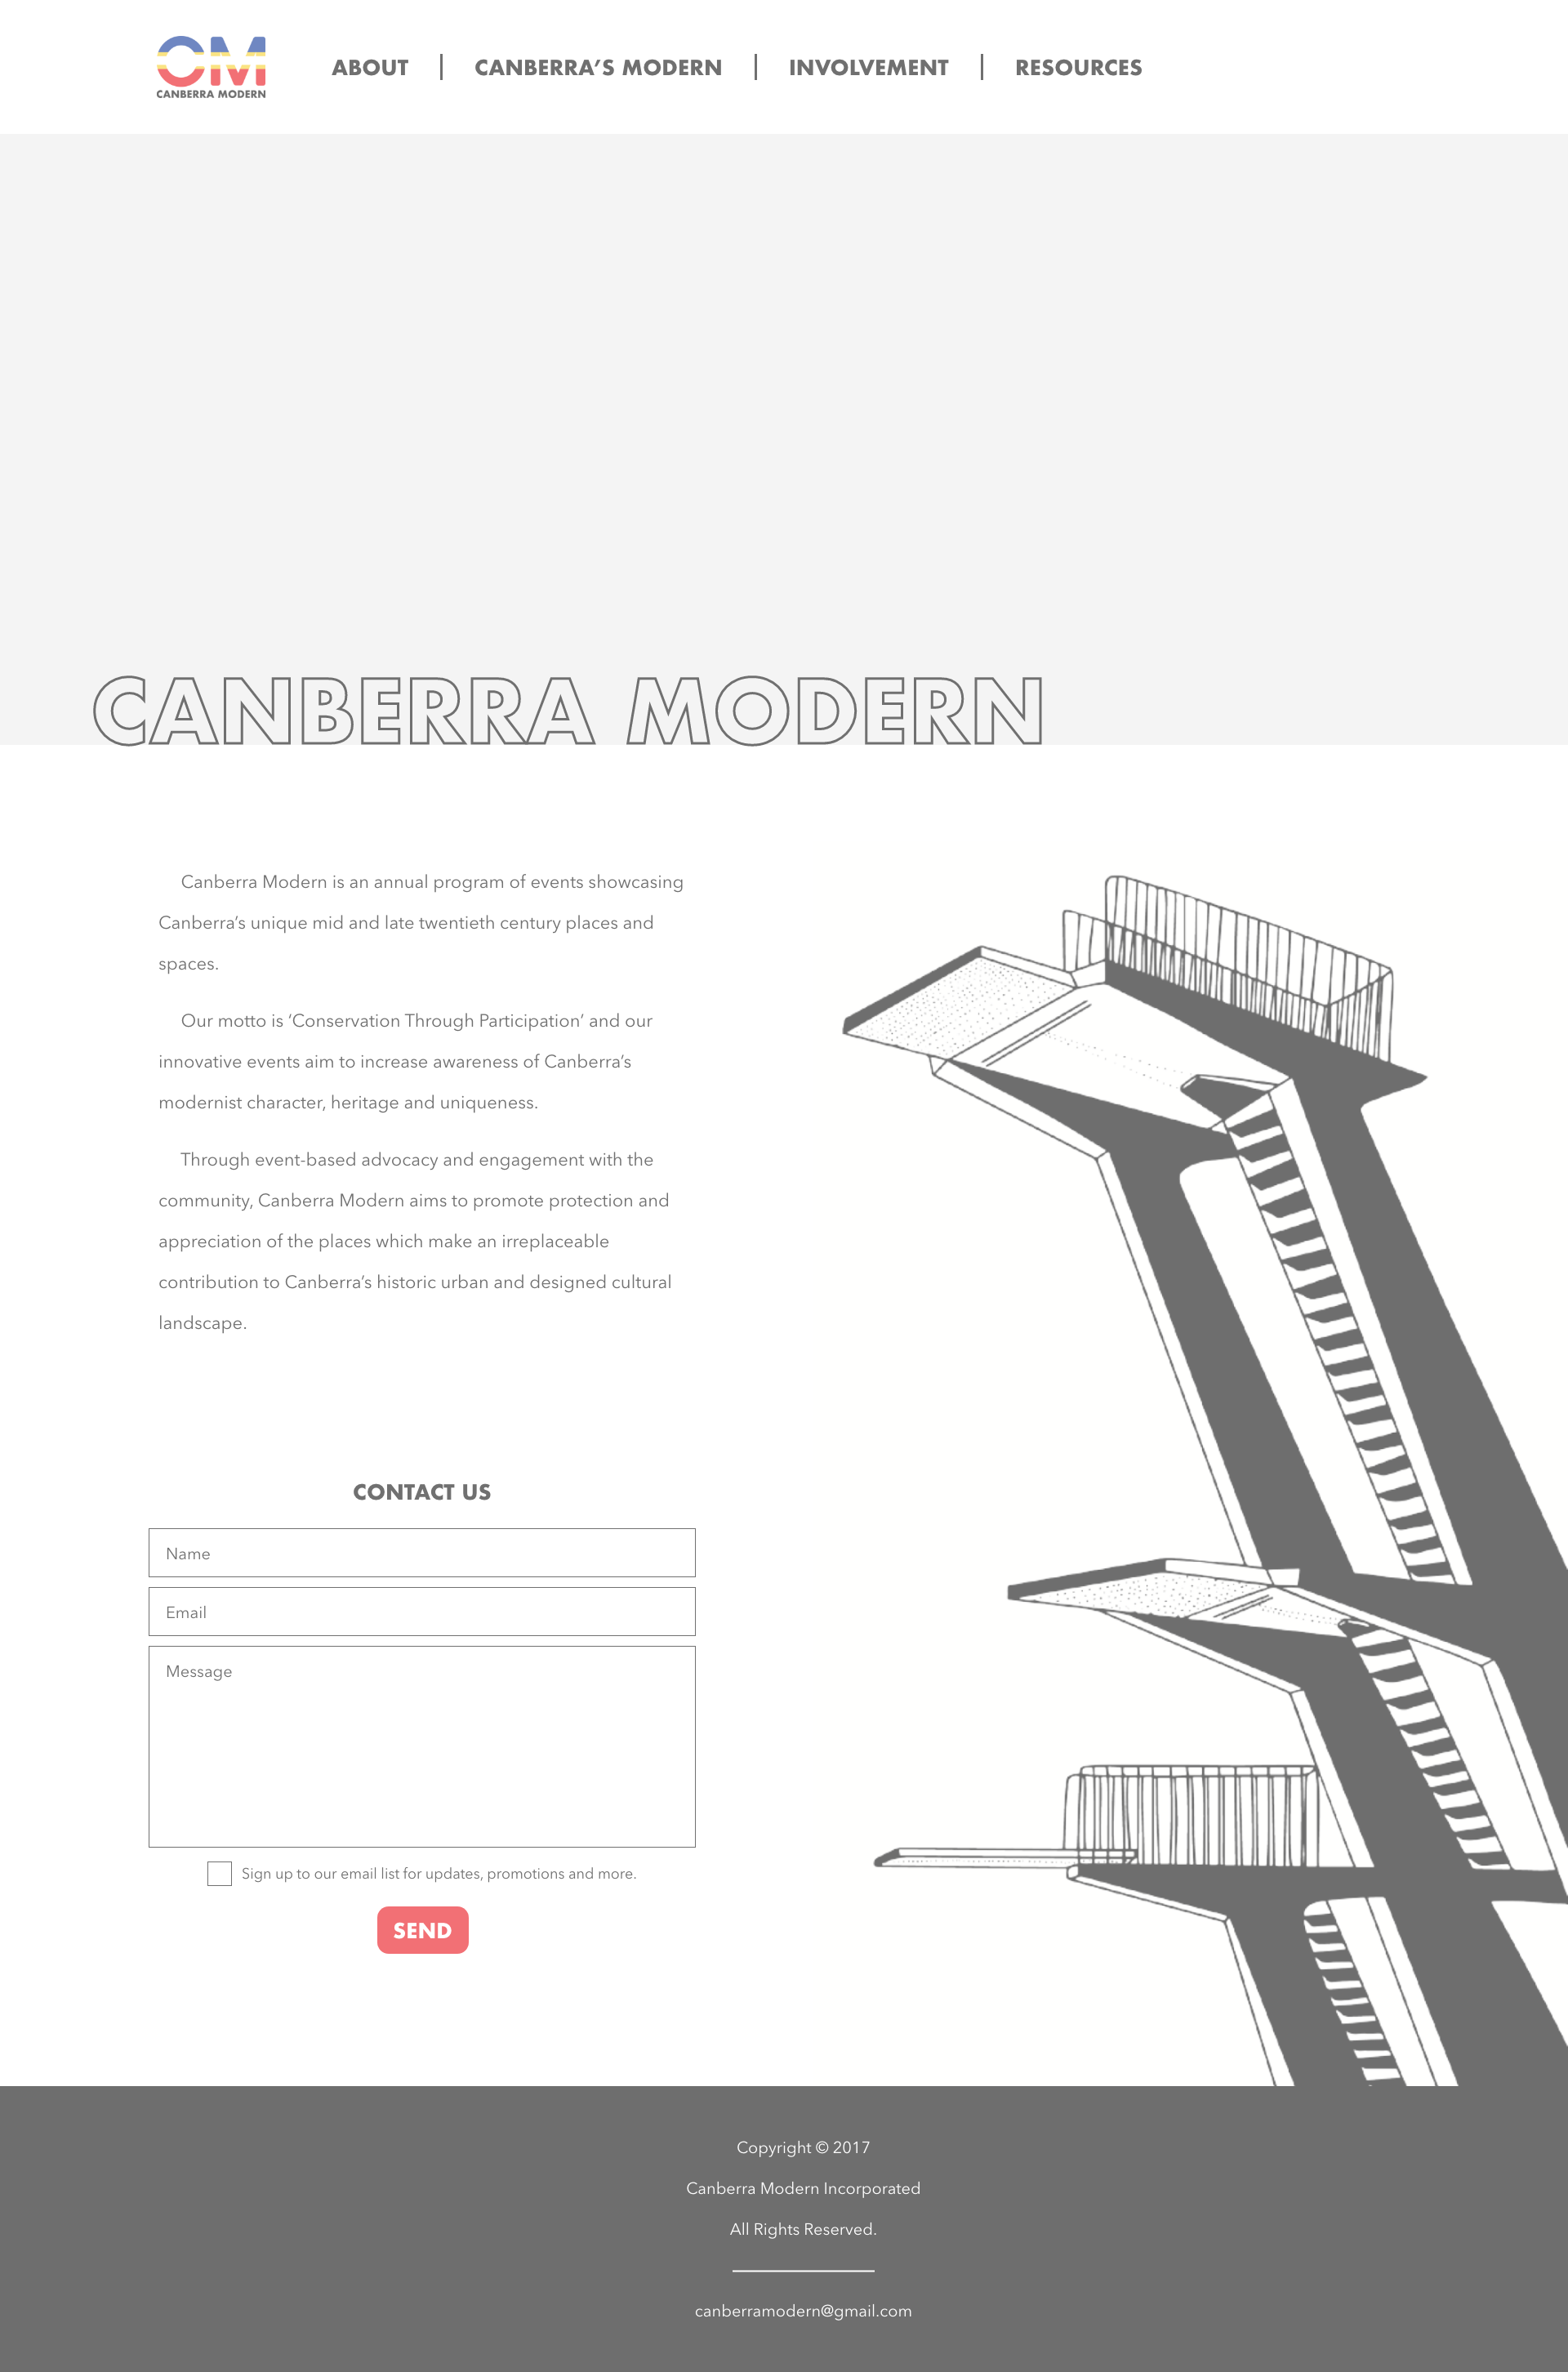 CM
CANBERRA MODERN
ABOUT | CANBERRA’S MODERN | INVOLVEMENT | RESOURCES
CANBERRA MODERN
Canberra Modern is an annual program of events showcasing
Canberra’s unique mid and late twentieth century places and
spaces.
Our motto is ‘Conservation Through Participation’ and our
innovative events aim to increase awareness of Canberra’s
modernist character, heritage and uniqueness.
Through event-based advocacy and engagement with the
community, Canberra Modern aims to promote protection and
appreciation of the places which make an irreplaceable
contribution to Canberra’s historic urban and designed cultural
landscape.
CONTACT US
Name
Email
Message
Sign up to our email list for updates, promotions and more.
SEND
Copyright © 2017
Canberra Modern Incorporated
All Rights Reserved.
canberramodern@gmail.com